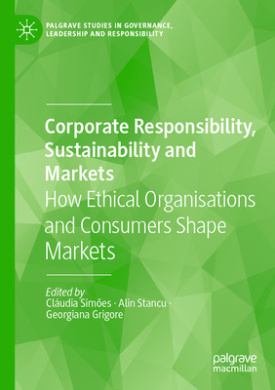 PALGRAVE STUDIES IN GOVERNANCE,
LEADERSHIP AND RESPONSIBILITY
Corporate Responsibility,
Sustainability and
Markets
How Ethical Organisations
and Consumers Shape
Markets
Edited by
Cláudia Simões · Alin Stancu ·
Georgiana Grigore
palgrave
macmillan